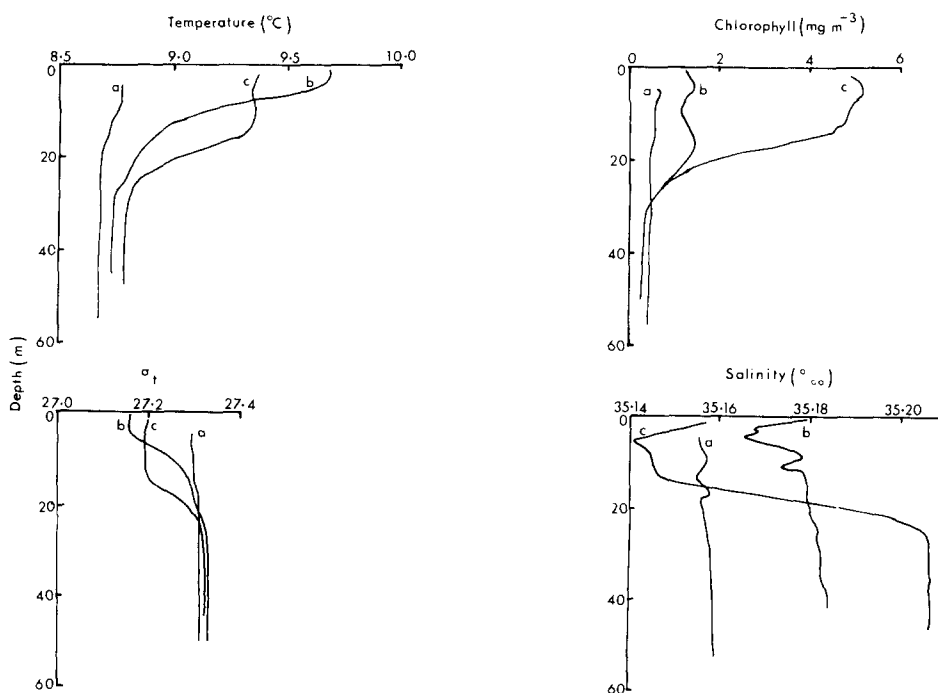 Temperature (°C)
8·5 9·0 9·5 10·0
0
20
40
60
a
c
b
Chlorophyll (mg m⁻³)
0 2 4 6
0
20
40
60
a
b
c
Depth (m)
σt
27·0 27·2 27·4
0
20
40
60
b c a
Salinity (°/oo)
35·14 35·16 35·18 35·20
0
20
40
60
c
a
b